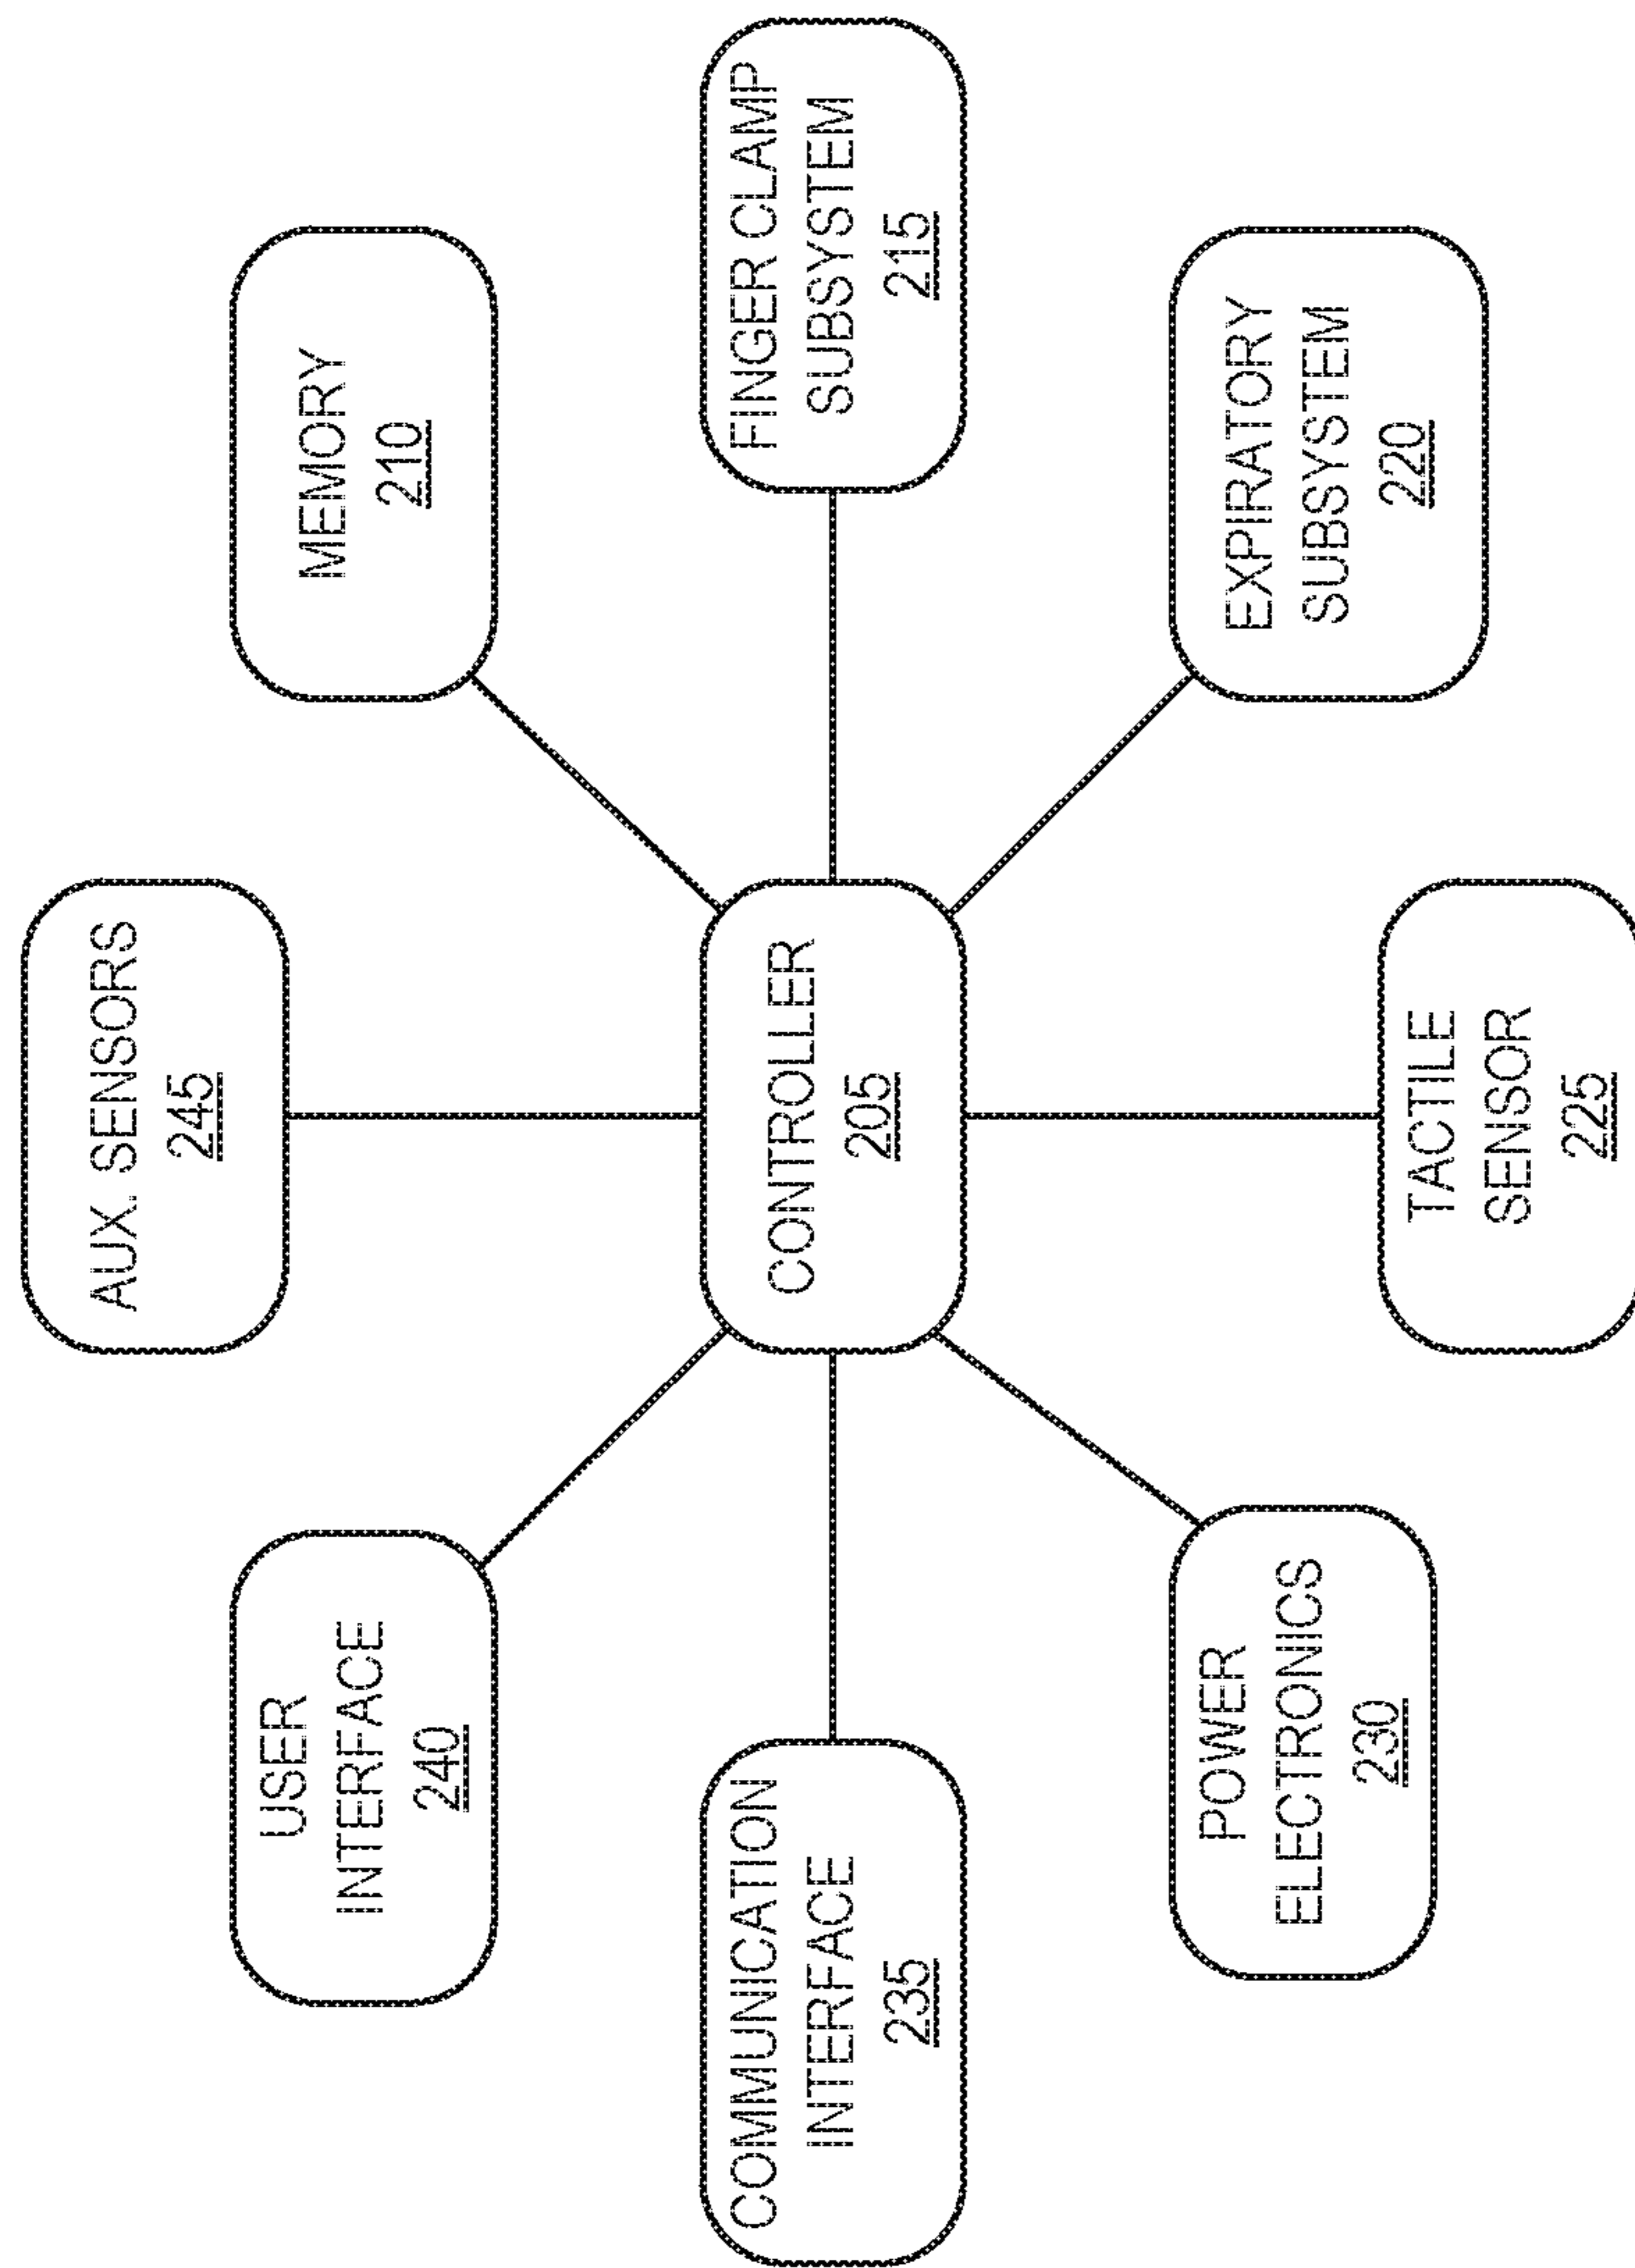 AUX. SENSORS
245
USER
INTERFACE
240
MEMORY
210
COMMUNICATION
INTERFACE
235
CONTROLLER
205
FINGER CLAMP
SUBSYSTEM
215
POWER
ELECTRONICS
230
EXPIRATORY
SUBSYSTEM
220
TACTILE
SENSOR
225